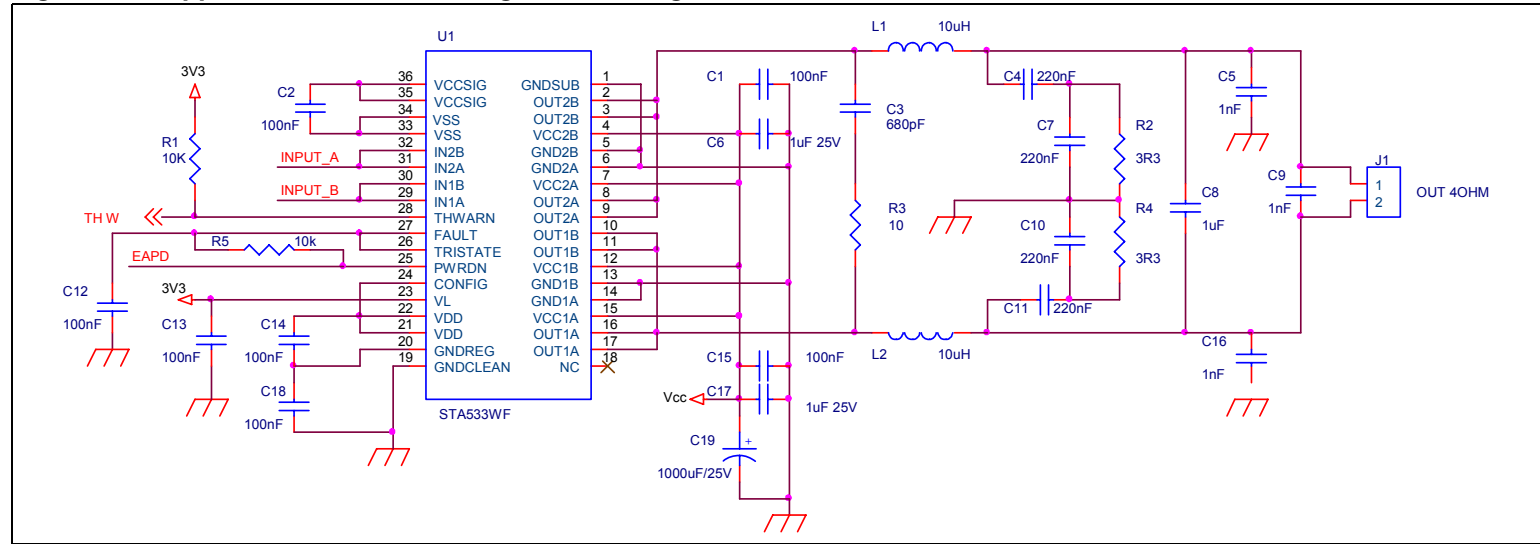 U1
STA533WF
36 VCCSIG
35 VCCSIG
34 VSS
33 VSS
32 IN2B
31 IN2A
30 IN1B
29 IN1A
28 THWARN
27 FAULT
26 TRISTATE
25 PWRDN
24 CONFIG
23 VL
22 VDD
21 VDD
20 GNDREG
19 GNDCLEAN
GNDSUB 1
OUT2B 2
OUT2B 3
VCC2B 4
GND2B 5
GND2A 6
VCC2A 7
OUT2A 8
OUT2A 9
OUT1B 10
OUT1B 11
VCC1B 12
GND1B 13
GND1A 14
VCC1A 15
OUT1A 16
OUT1A 17
NC 18
3V3
R1
10K
C2
100nF
INPUT_A
INPUT_B
TH W
R5 10k
EAPD
C12
100nF
3V3
C13
100nF
C14
100nF
C18
100nF
C1 100nF
C6 1uF 25V
C15 100nF
C17
1uF 25V
Vcc
C19 +
1000uF/25V
C3
680pF
R3
10
L1 10uH
L2 10uH
C4 220nF
C7
220nF
R2
3R3
C10
220nF
R4
3R3
C11 220nF
C8
1uF
C5
1nF
C9
1nF
C16
1nF
J1
1
2
OUT 4OHM